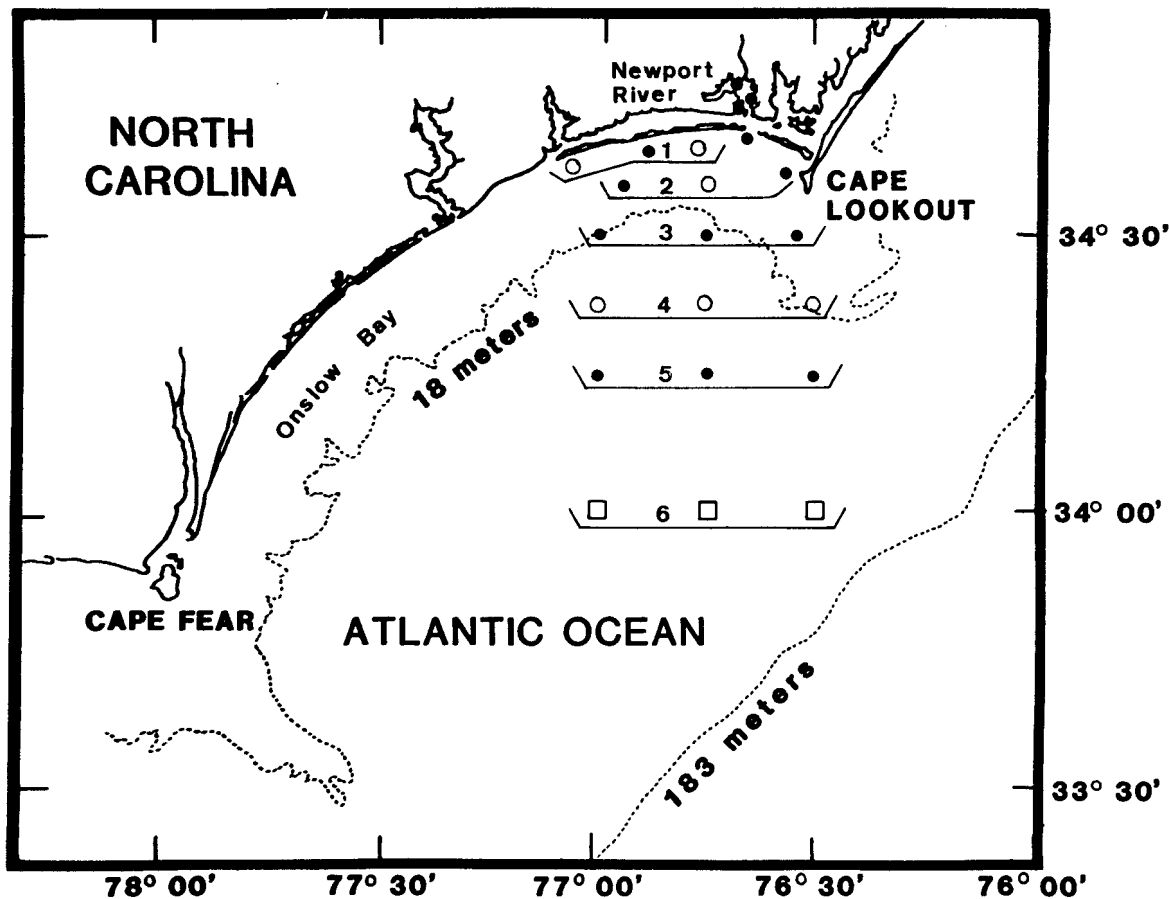 Newport
River
NORTH
CAROLINA
1
2
CAPE
LOOKOUT
3
34° 30'
4
Onslow Bay
18 meters
5
6
34° 00'
CAPE FEAR
ATLANTIC OCEAN
183 meters
33° 30'
78° 00'
77° 30'
77° 00'
76° 30'
76° 00'